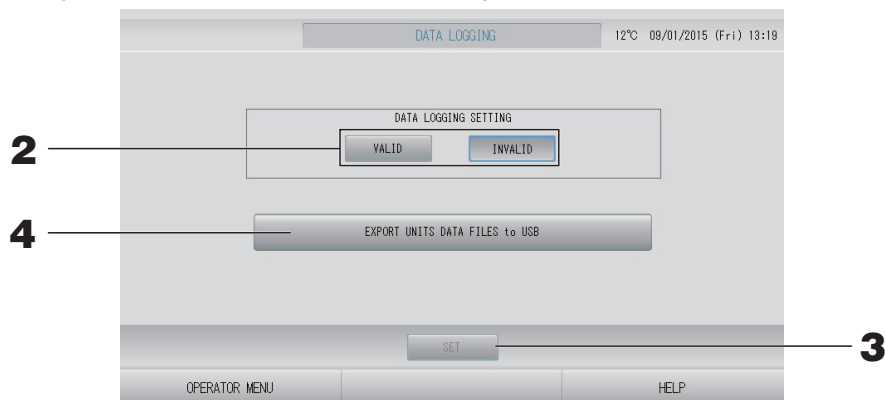 DATA LOGGING
12℃ 09/01/2015 (Fri) 13:19
DATA LOGGING SETTING
2
VALID
INVALID
4
EXPORT UNITS DATA FILES to USB
SET
3
OPERATOR MENU
HELP